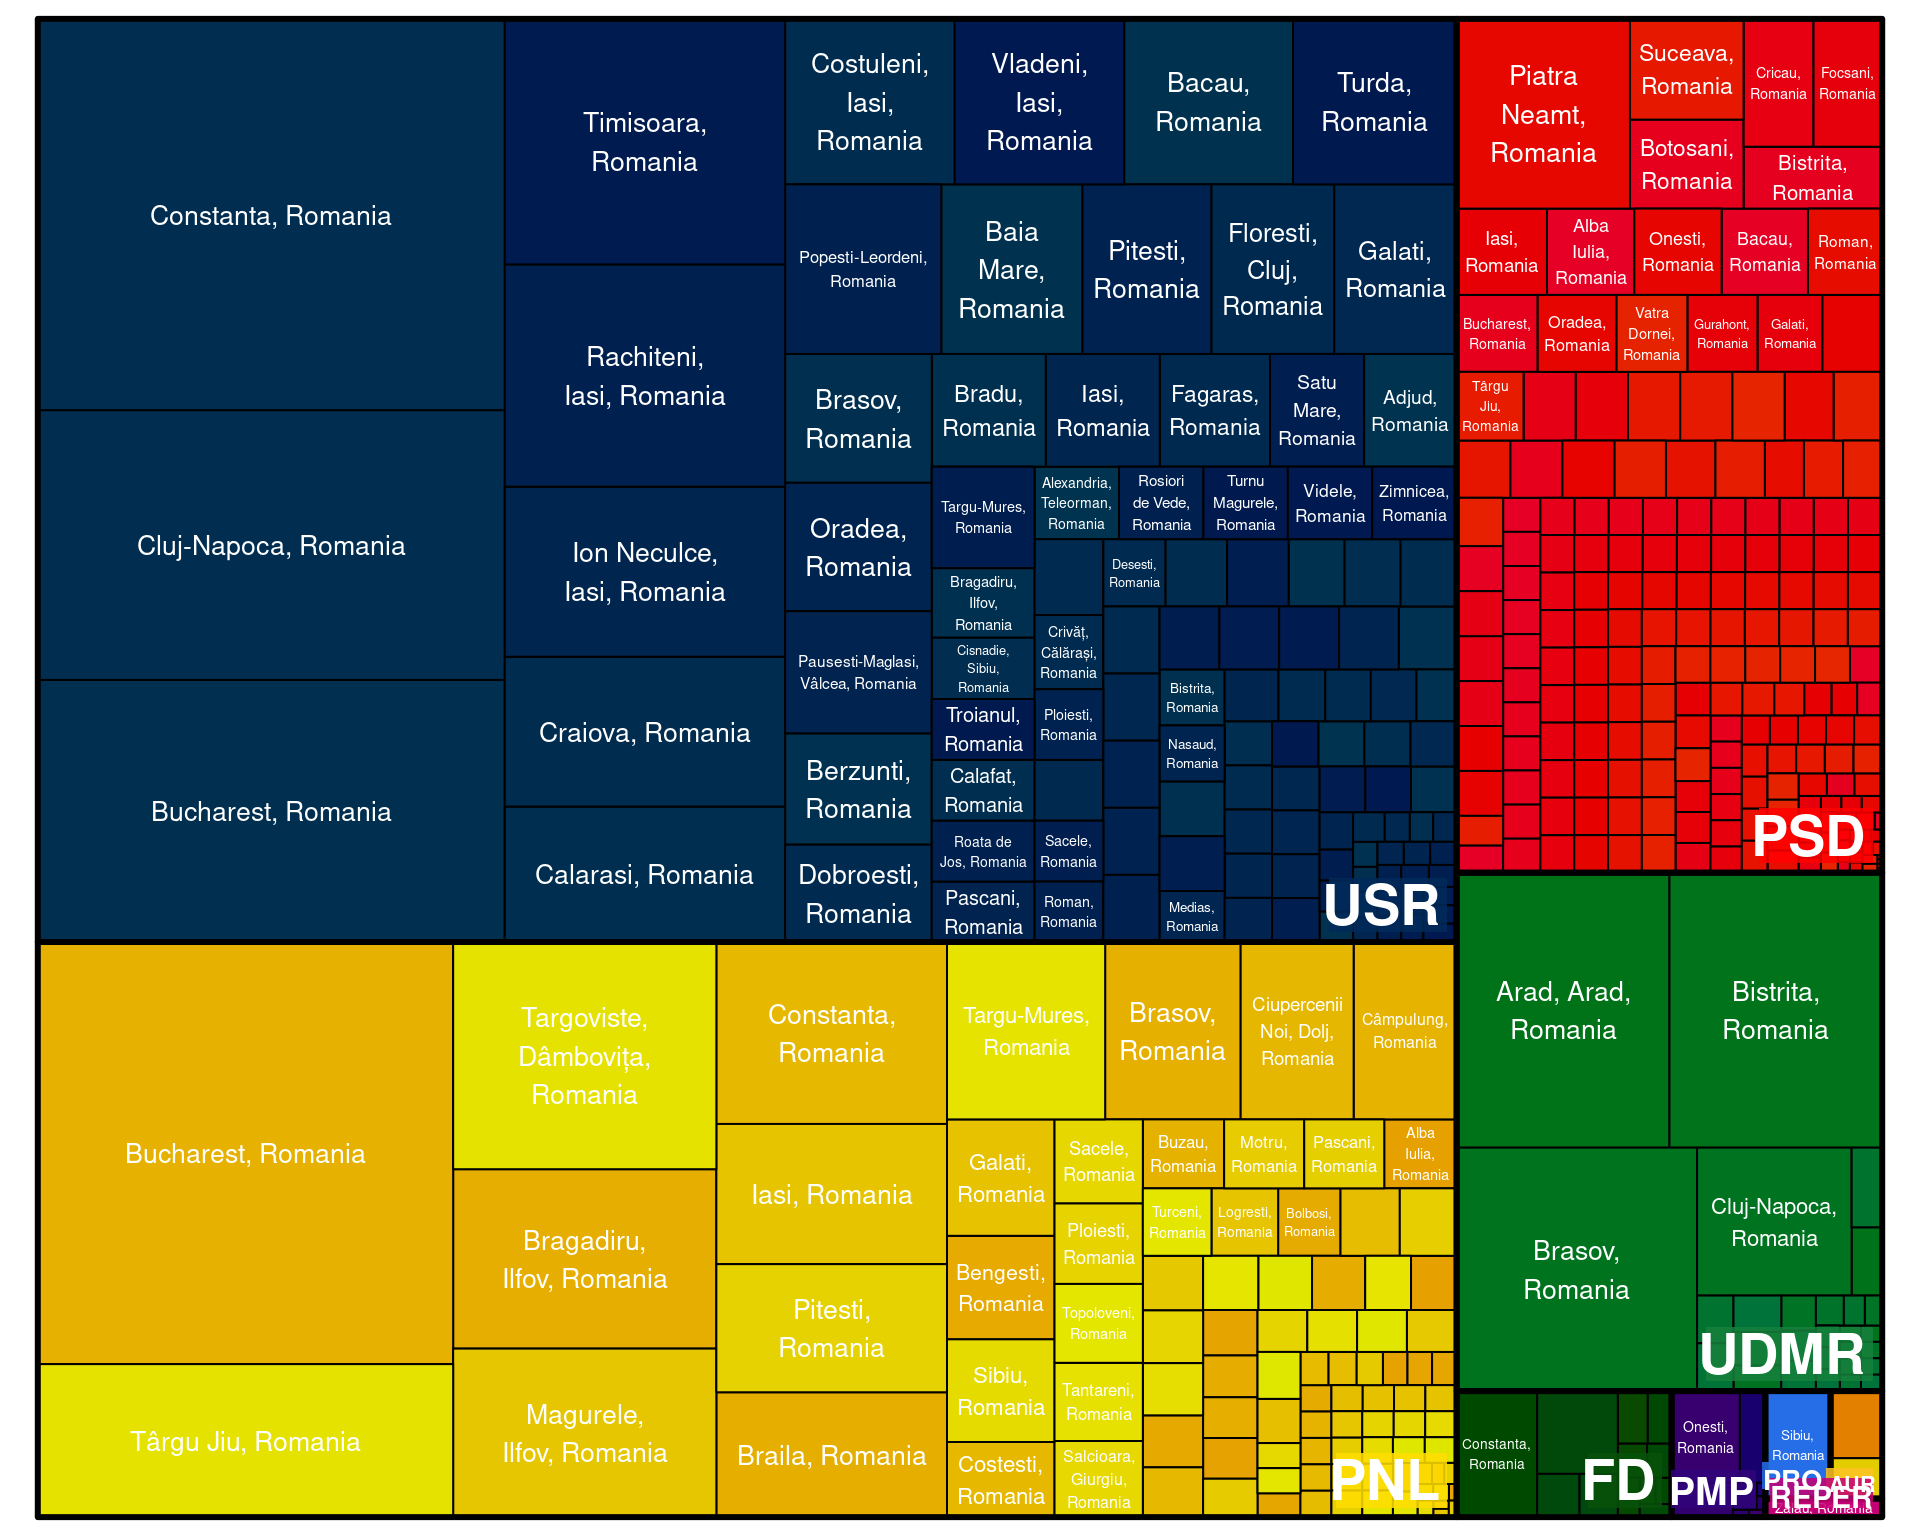 Constanta, Romania
Cluj-Napoca, Romania
Bucharest, Romania
Timisoara,
Romania
Rachiteni,
Iasi, Romania
Ion Neculce,
Iasi, Romania
Craiova, Romania
Calarasi, Romania
Costuleni,
Iasi,
Romania
Vladeni,
Iasi,
Romania
Bacau,
Romania
Turda,
Romania
Popesti-Leordeni,
Romania
Baia
Mare,
Romania
Pitesti,
Romania
Floresti,
Cluj,
Romania
Galati,
Romania
Brasov,
Romania
Oradea,
Romania
Pausesti-Maglasi,
Vâlcea, Romania
Berzunti,
Romania
Dobroesti,
Romania
Bradu,
Romania
Iasi,
Romania
Fagaras,
Romania
Satu
Mare,
Romania
Adjud,
Romania
Targu-Mures,
Romania
Bragadiru,
Ilfov,
Romania
Cisnadie,
Sibiu,
Romania
Troianul,
Romania
Calafat,
Romania
Roata de
Jos, Romania
Pascani,
Romania
Alexandria,
Teleorman,
Romania
Rosiori
de Vede,
Romania
Turnu
Magurele,
Romania
Videle,
Romania
Zimnicea,
Romania
Crivăț,
Călărași,
Romania
Ploiesti,
Romania
Sacele,
Romania
Roman,
Romania
Desesti,
Romania
Bistrita,
Romania
Nasaud,
Romania
Medias,
Romania
USR
Piatra
Neamt,
Romania
Suceava,
Romania
Botosani,
Romania
Cricau,
Romania
Focsani,
Romania
Bistrita,
Romania
Iasi,
Romania
Alba
Iulia,
Romania
Onesti,
Romania
Bacau,
Romania
Roman,
Romania
Bucharest,
Romania
Oradea,
Romania
Vatra
Dornei,
Romania
Gurahont,
Romania
Galati,
Romania
Târgu
Jiu,
Romania
PSD
Bucharest, Romania
Târgu Jiu, Romania
Targoviste,
Dâmbovița,
Romania
Bragadiru,
Ilfov, Romania
Magurele,
Ilfov, Romania
Constanta,
Romania
Iasi, Romania
Pitesti,
Romania
Braila, Romania
Targu-Mures,
Romania
Brasov,
Romania
Ciupercenii
Noi, Dolj,
Romania
Câmpulung,
Romania
Galati,
Romania
Bengesti,
Romania
Sibiu,
Romania
Costesti,
Romania
Sacele,
Romania
Ploiesti,
Romania
Topoloveni,
Romania
Tantareni,
Romania
Salcioara,
Giurgiu,
Romania
Buzau,
Romania
Motru,
Romania
Pascani,
Romania
Alba
Iulia,
Romania
Turceni,
Romania
Logresti,
Romania
Bolbosi,
Romania
PNL
Arad, Arad,
Romania
Bistrita,
Romania
Brasov,
Romania
Cluj-Napoca,
Romania
UDMR
Constanta,
Romania
FD
Onesti,
Romania
PMP
Sibiu,
Romania
PRO
AUR
REPER
Zalau, Romania